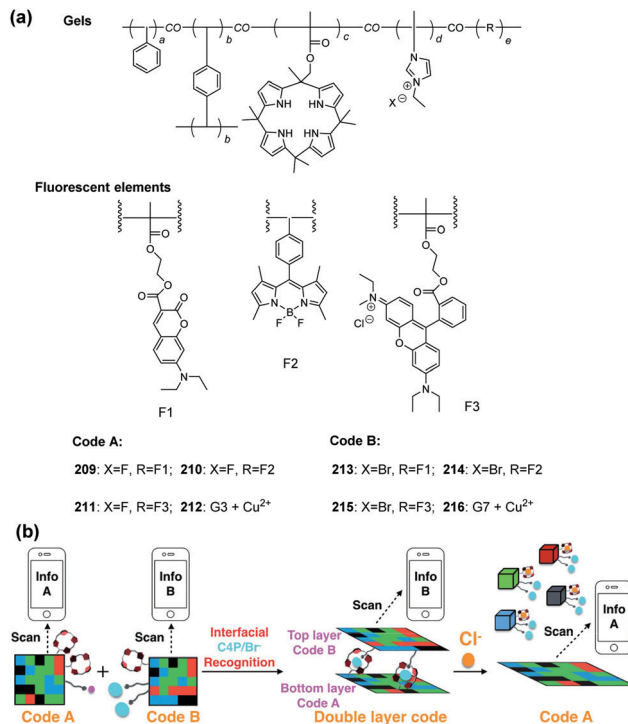 (a)
Gels
a
CO
b
CO
c
CO
d
CO
R
e
O
O
NH
HN
NH
HN
N
N
⊕
X⊖
b
Fluorescent elements
O
O
O
O
O
O
N
F1
N
N
B
F
F
F2
O
O
O
O
N
⊕
Cl⊖
O
N
F3
Code A:
Code B:
209: X=F, R=F1; 210: X=F, R=F2
213: X=Br, R=F1; 214: X=Br, R=F2
211: X=F, R=F3; 212: G3 + Cu2+
215: X=Br, R=F3; 216: G7 + Cu2+
(b)
Info A
Info B
Info B
Info A
Scan
Scan
Scan
Scan
Interfacial
C4P/Br-
Recognition
Top layer
Code B
Bottom layer
Code A
Cl-
+
Code A
Code B
Double layer code
Code A